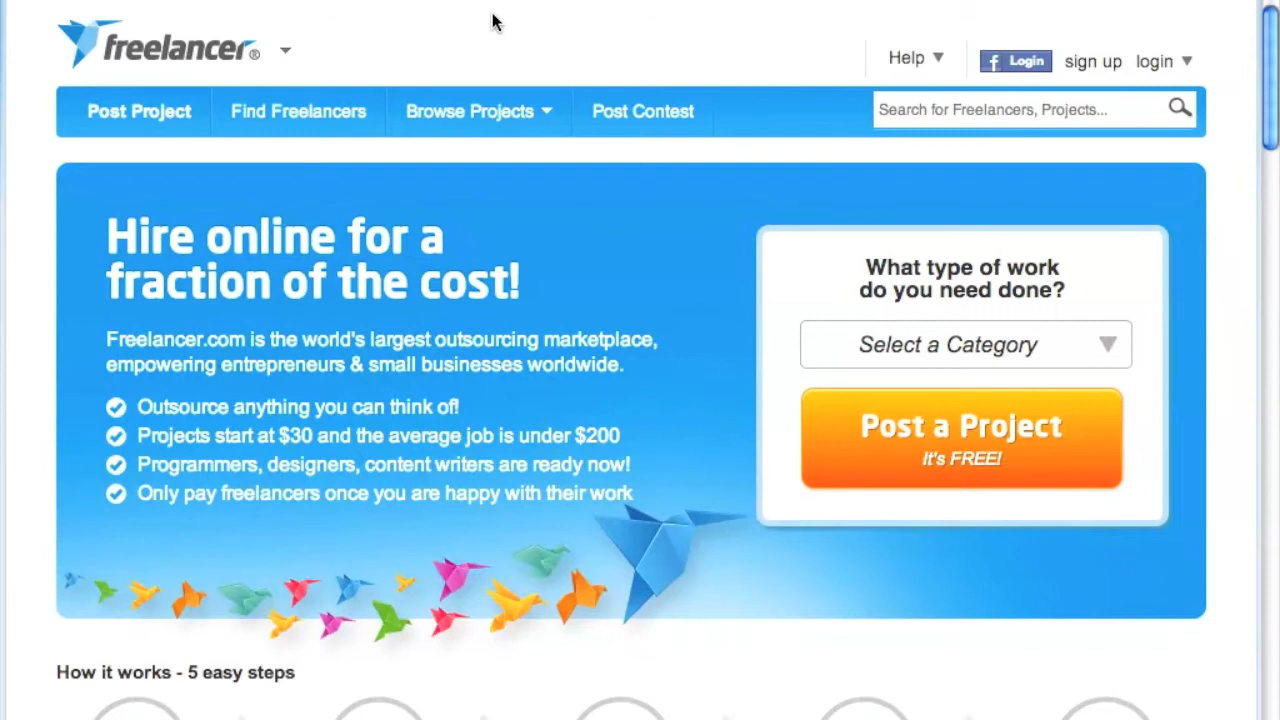 freelancer®
Help
f Login sign up login
Post Project Find Freelancers Browse Projects Post Contest Search for Freelancers, Projects...
Hire online for a
fraction of the cost!
Freelancer.com is the world's largest outsourcing marketplace,
empowering entrepreneurs & small businesses worldwide.
Outsource anything you can think of!
Projects start at $30 and the average job is under $200
Programmers, designers, content writers are ready now!
Only pay freelancers once you are happy with their work
What type of work
do you need done?
Select a Category
Post a Project
It's FREE!
How it works - 5 easy steps